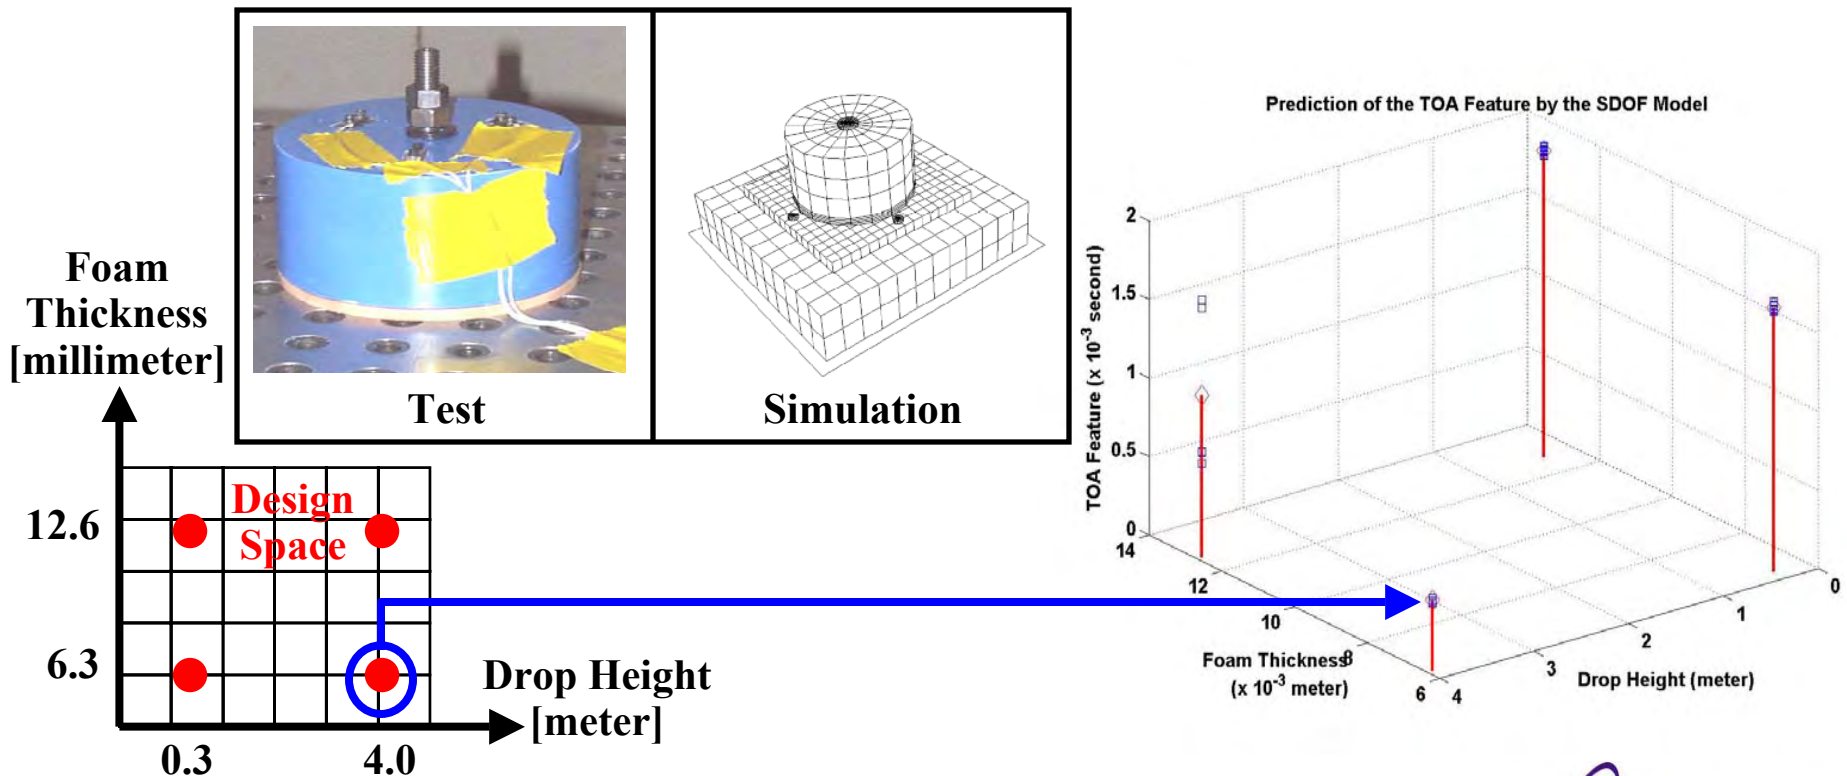 Test
Simulation
Foam
Thickness
[millimeter]
12.6
6.3
Design
Space
0.3
4.0
Drop Height
[meter]
Prediction of the TOA Feature by the SDOF Model
TOA Feature (x 10-3 second)
2
1.5
1
0.5
0
14
12
10
8
6
Foam Thickness
(x 10-3 meter)
4
3
2
1
0
Drop Height (meter)